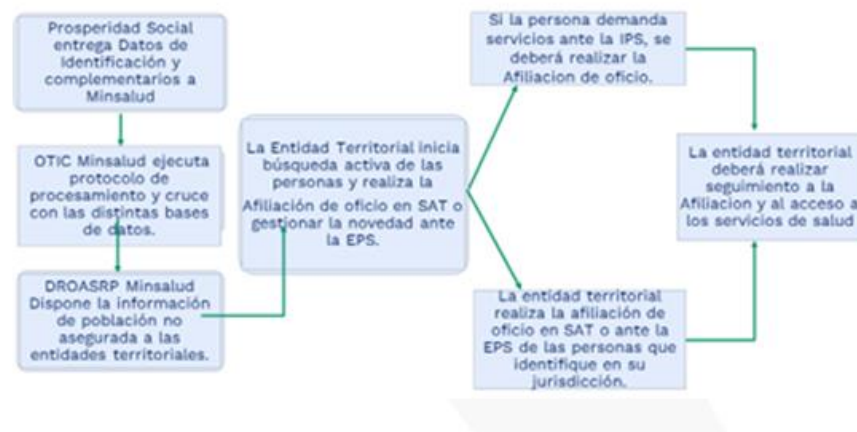 Prosperidad Social
entrega Datos de
Identificación y
complementarios a
Minsalud
OTIC Minsalud ejecuta
protocolo de
procesamiento y cruce
con las distintas bases
de datos.
DROASRP Minsalud
Dispone la información
de población no
asegurada a las
entidades territoriales.
La Entidad Territorial inicia
búsqueda activa de las
personas y realiza la
Afiliación de oficio en SAT o
gestionar la novedad ante
la EPS.
Si la persona demanda
servicios ante la IPS, se
deberá realizar la
Afiliacion de oficio.
La entidad territorial
realiza la afiliación de
oficio en SAT o ante la
EPS de las personas que
identifique en su
jurisdicción.
La entidad territorial
deberá realizar
seguimiento a la
Afiliacion y al acceso a
los servicios de salud